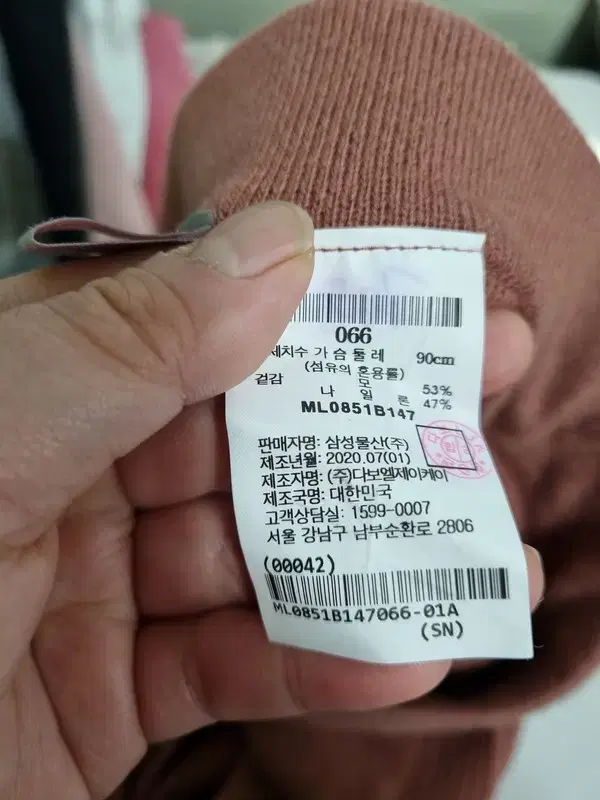 066
체치수 가슴둘레 90cm
(섬유의 혼용률)
겉감 모 53%
나일론 47%
ML0851B147
판매자명: 삼성물산(주)
제조년월: 2020.07(01)
제조자명: (주)다보엘제이케이
제조국명: 대한민국
고객상담실: 1599-0007
서울 강남구 남부순환로 2806
(00042)
ML0851B147066-01A
(SN)